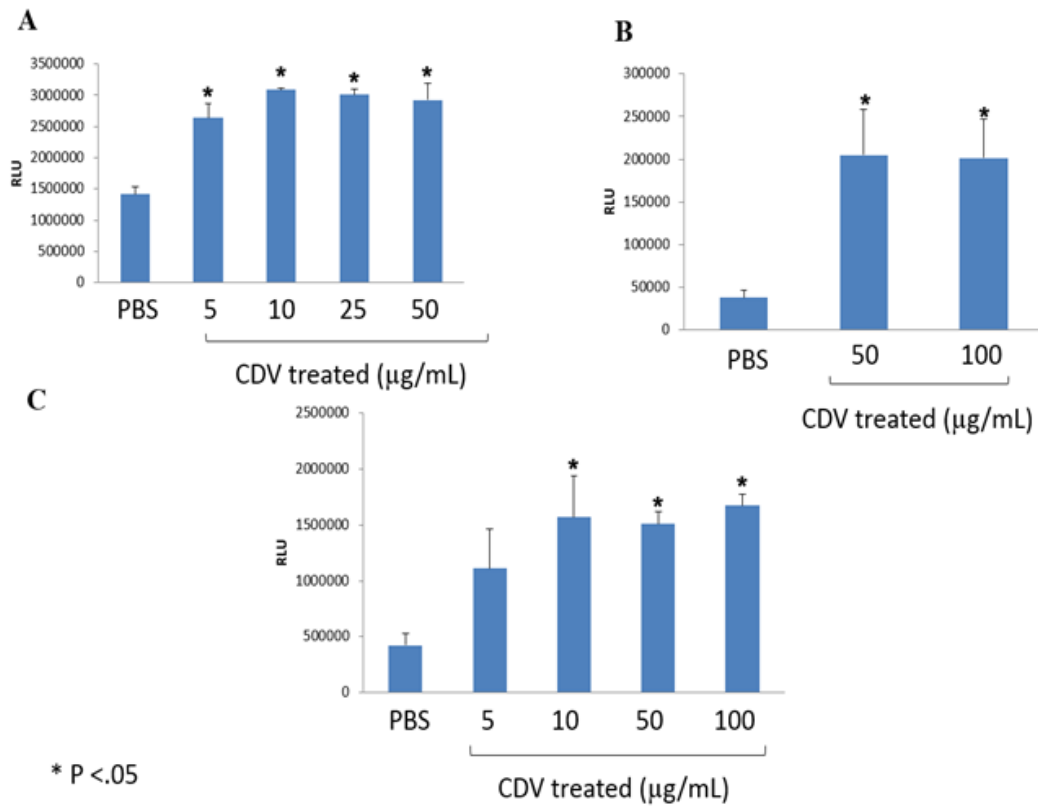 A
3500000
3000000
2500000
2000000
1500000
1000000
500000
0
RLU
* * * *
PBS 5 10 25 50
CDV treated (μg/mL)
B
300000
250000
200000
150000
100000
50000
0
RLU
* *
PBS 50 100
CDV treated (μg/mL)
C
2500000
2000000
1500000
1000000
500000
0
RLU
* * *
PBS 5 10 50 100
CDV treated (μg/mL)
* P <.05